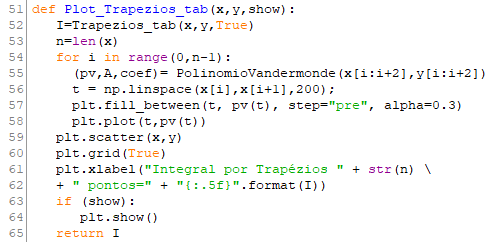 51 def Plot_Trapezios_tab(x,y,show):
52     I=Trapezios_tab(x,y,True)
53     n=len(x)
54     for i in range(0,n-1):
55       (pv,A,coef)= PolinomioVandermonde(x[i:i+2],y[i:i+2])
56       t = np.linspace(x[i],x[i+1],200);
57       plt.fill_between(t, pv(t), step="pre", alpha=0.3)
58       plt.plot(t,pv(t))
59     plt.scatter(x,y)
60     plt.grid(True)
61     plt.xlabel("Integral por Trapézios " + str(n) \
62     + " pontos=" + "{:.5f}".format(I))
63     if (show):
64        plt.show()
65     return I